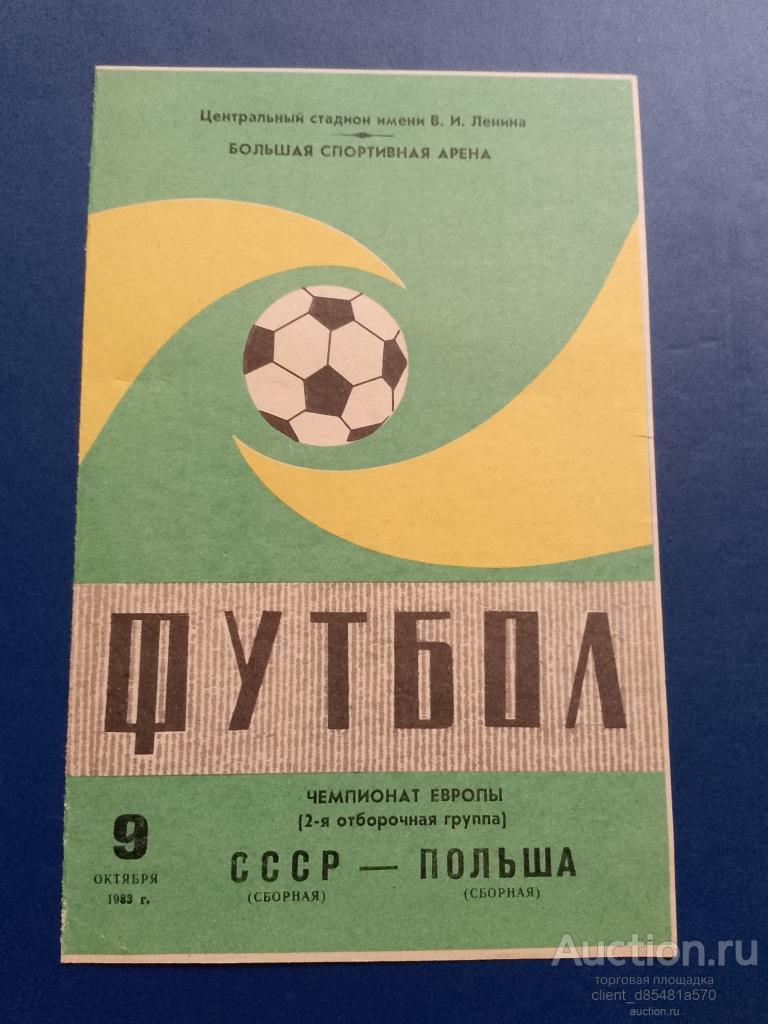 Центральный стадион имени В. И. Ленина
БОЛЬШАЯ СПОРТИВНАЯ АРЕНА
ФУТБОЛ
ЧЕМПИОНАТ ЕВРОПЫ
(2-я отборочная группа)
9
ОКТЯБРЯ
1983 г.
СССР — ПОЛЬША
(СБОРНАЯ) (СБОРНАЯ)
Auction.ru
торговая площадка
client_d85481a570
auction.ru